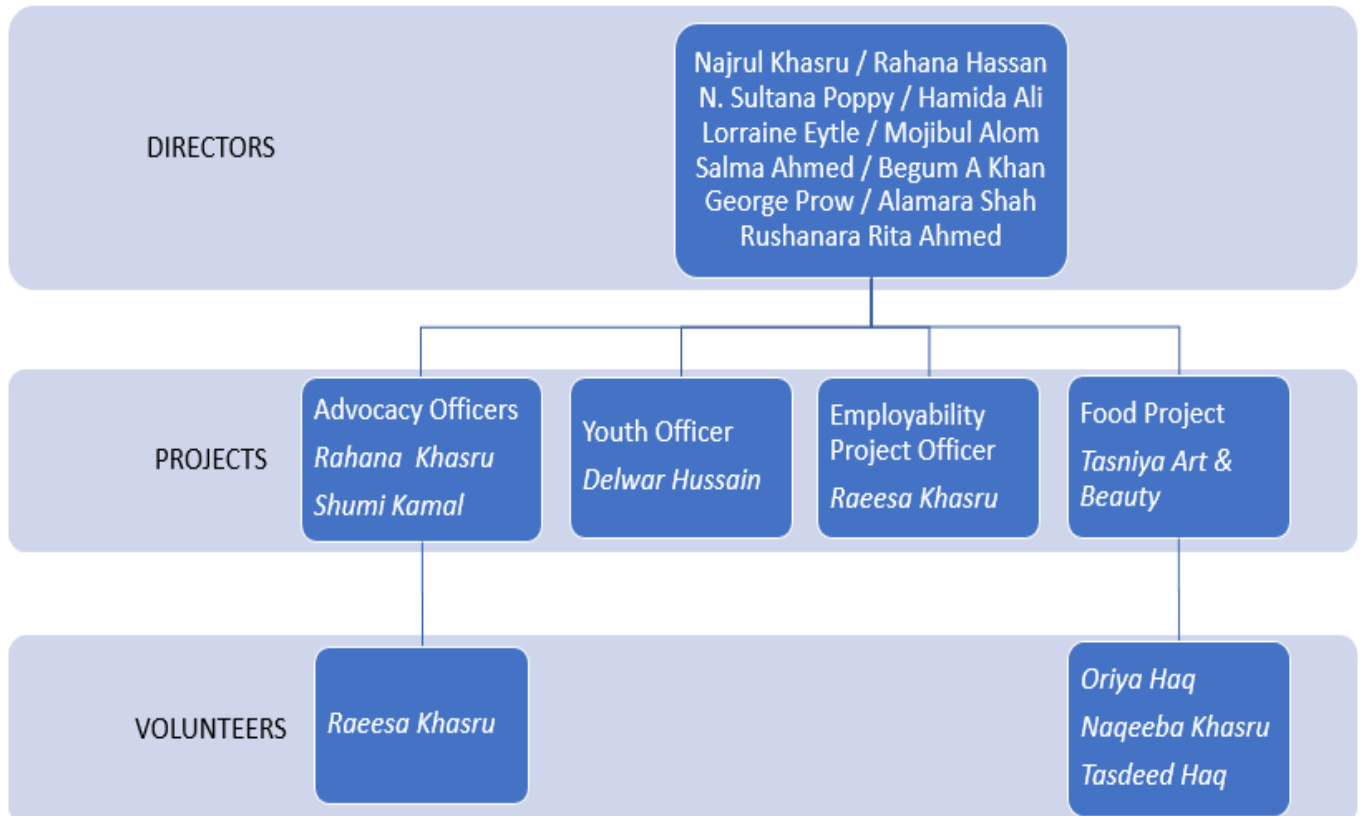 DIRECTORS
Najrul Khasru / Rahana Hassan
N. Sultana Poppy / Hamida Ali
Lorraine Eytle / Mojibul Alom
Salma Ahmed / Begum A Khan
George Prow / Alamara Shah
Rushanara Rita Ahmed
PROJECTS
Advocacy Officers
Rahana Khasru
Shumi Kamal
Youth Officer
Delwar Hussain
Employability
Project Officer
Raeesa Khasru
Food Project
Tasniya Art &
Beauty
VOLUNTEERS
Raeesa Khasru
Oriya Haq
Naqeeba Khasru
Tasdeed Haq